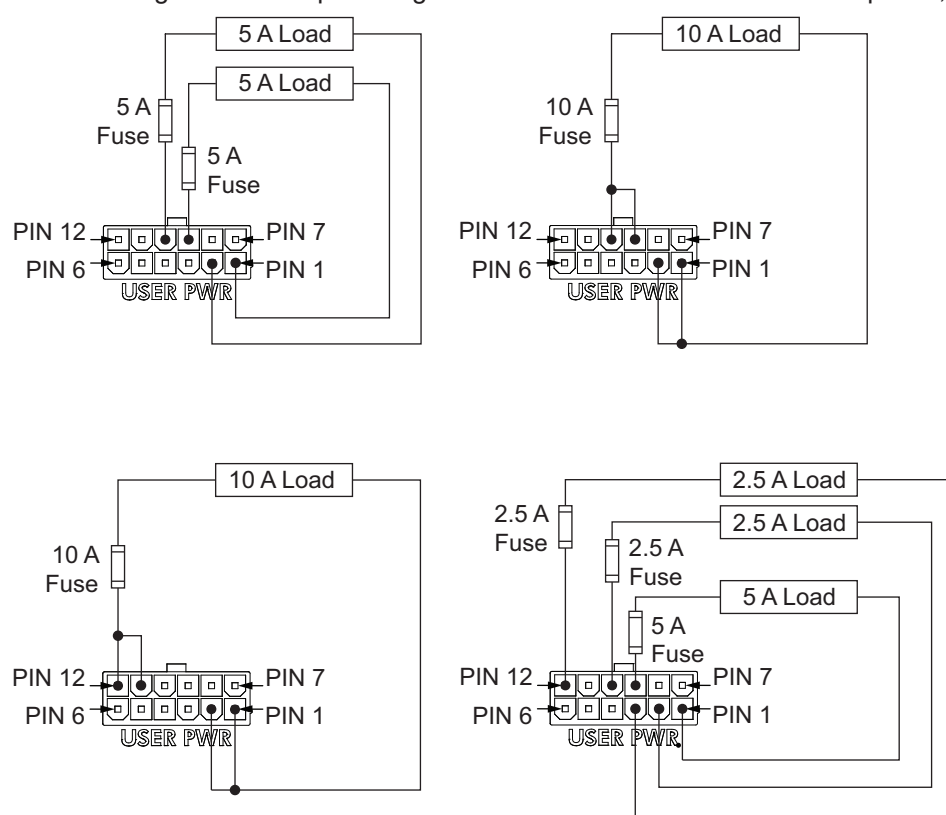 5 A Load
5 A Load
5 A
Fuse
5 A
Fuse
PIN 12
PIN 7
PIN 6
PIN 1
USER PWR
10 A Load
10 A
Fuse
PIN 12
PIN 7
PIN 6
PIN 1
USER PWR
10 A Load
10 A
Fuse
PIN 12
PIN 7
PIN 6
PIN 1
USER PWR
2.5 A Load
2.5 A
Fuse
2.5 A Load
2.5 A
Fuse
5 A Load
5 A
Fuse
PIN 12
PIN 7
PIN 6
PIN 1
USER PWR